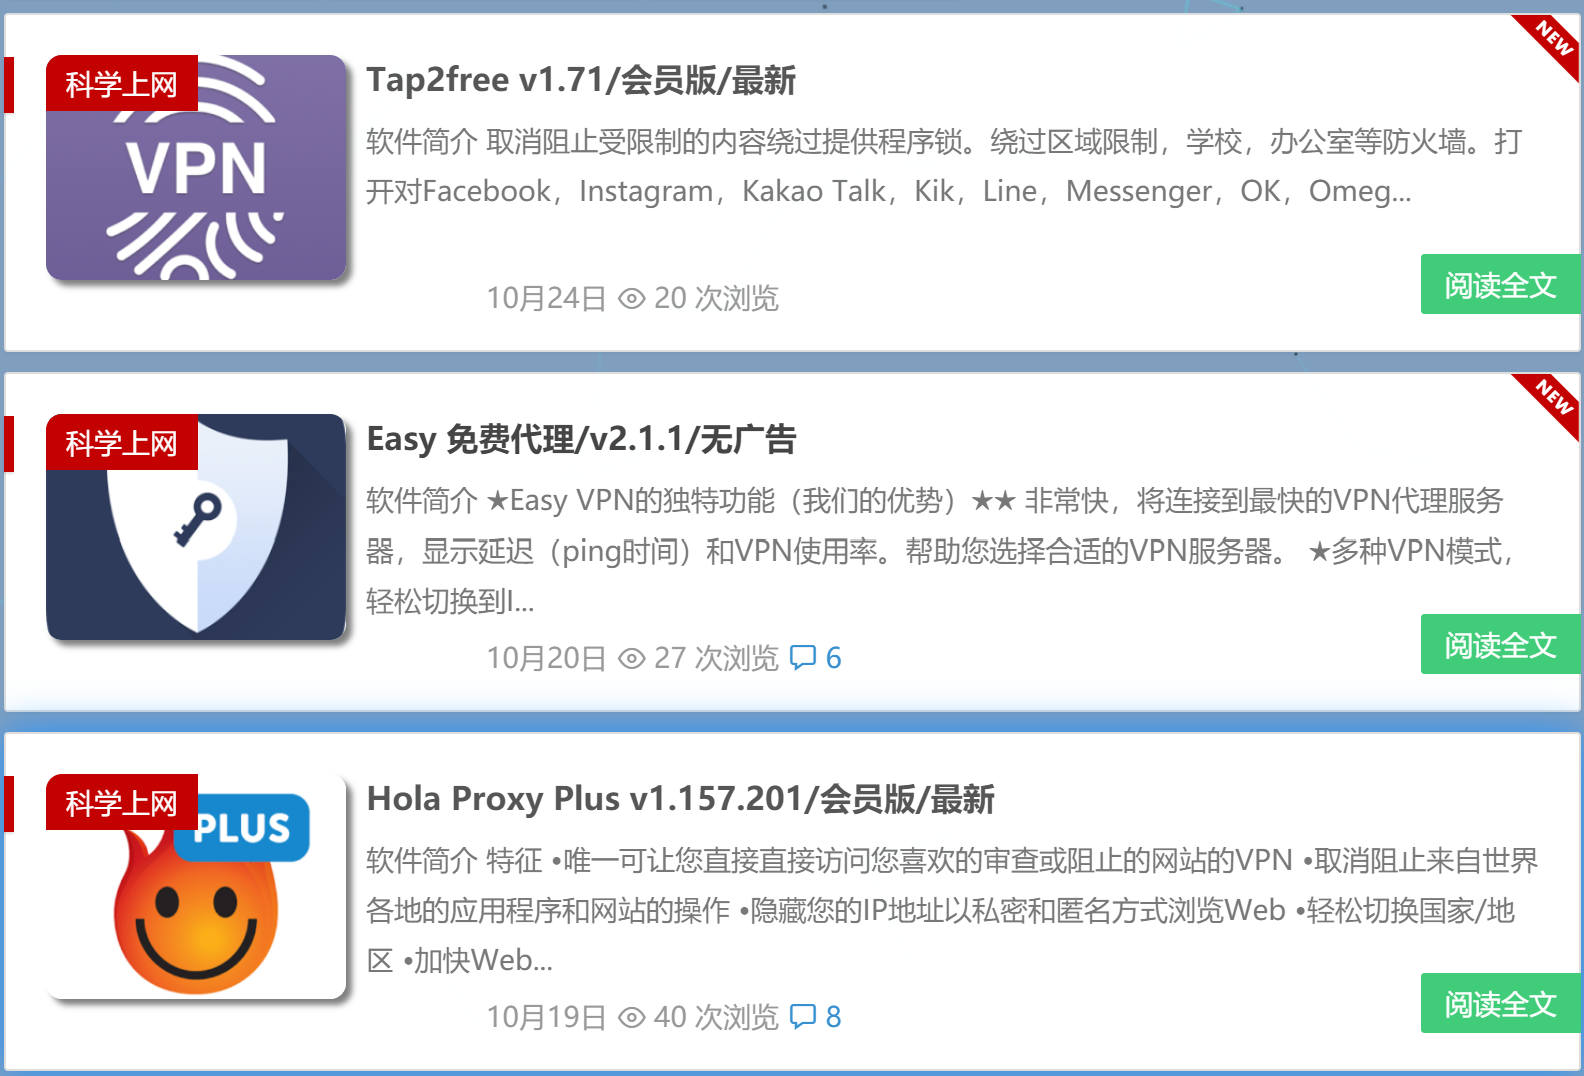 NEW
科学上网
VPN
Tap2free v1.71/会员版/最新
软件简介 取消阻止受限制的内容绕过提供程序锁。绕过区域限制，学校，办公室等防火墙。打
开对Facebook，Instagram，Kakao Talk，Kik，Line，Messenger，OK，Omeg...
10月24日 20 次浏览
阅读全文
NEW
科学上网
Easy 免费代理/v2.1.1/无广告
软件简介 ★Easy VPN的独特功能（我们的优势）★★ 非常快，将连接到最快的VPN代理服务
器，显示延迟（ping时间）和VPN使用率。帮助您选择合适的VPN服务器。 ★多种VPN模式，
轻松切换到I...
10月20日 27 次浏览 6
阅读全文
科学上网
PLUS
Hola Proxy Plus v1.157.201/会员版/最新
软件简介 特征 •唯一可让您直接直接访问您喜欢的审查或阻止的网站的VPN •取消阻止来自世界
各地的应用程序和网站的操作 •隐藏您的IP地址以私密和匿名方式浏览Web •轻松切换国家/地
区 •加快Web...
10月19日 40 次浏览 8
阅读全文